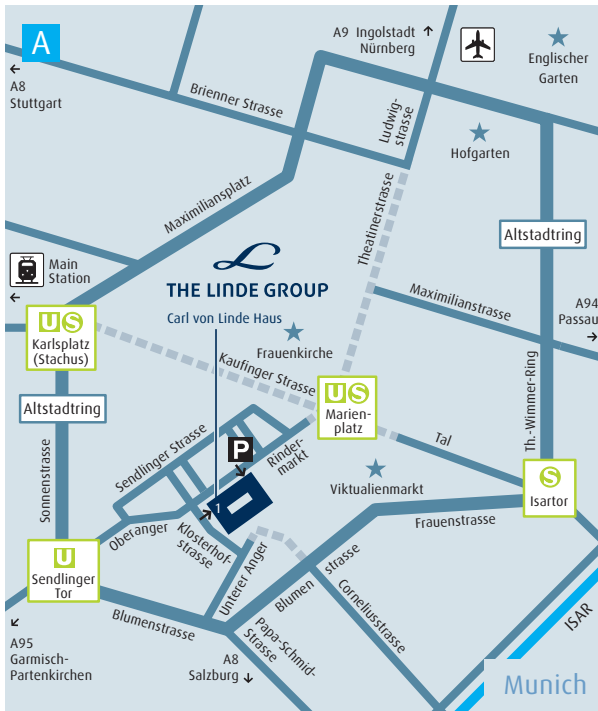 A
A9 Ingolstadt
Nürnberg
Englischer
Garten
A8
Stuttgart
Brienner Strasse
Ludwig-
strasse
Hofgarten
Maximiliansplatz
Theatinerstrasse
Altstadtring
Main
Station
THE LINDE GROUP
Carl von Linde Haus
Maximilianstrasse
A94
Passau
U S
Karlsplatz
(Stachus)
Frauenkirche
Kaufinger Strasse
U S
Marien-
platz
Altstadtring
Th.-Wimmer-Ring
Tal
Sonnenstrasse
Sendlinger Strasse
P
Rinder-
markt
Viktualienmarkt
S
Isartor
1
Frauenstrasse
Oberanger
Klosterhof-
strasse
U
Sendlinger
Tor
Unterer Anger
Blumen
strasse
Corneliusstrasse
Blumenstrasse
Papa-Schmid-
Strasse
ISAR
A95
Garmisch-
Partenkirchen
A8
Salzburg
Munich